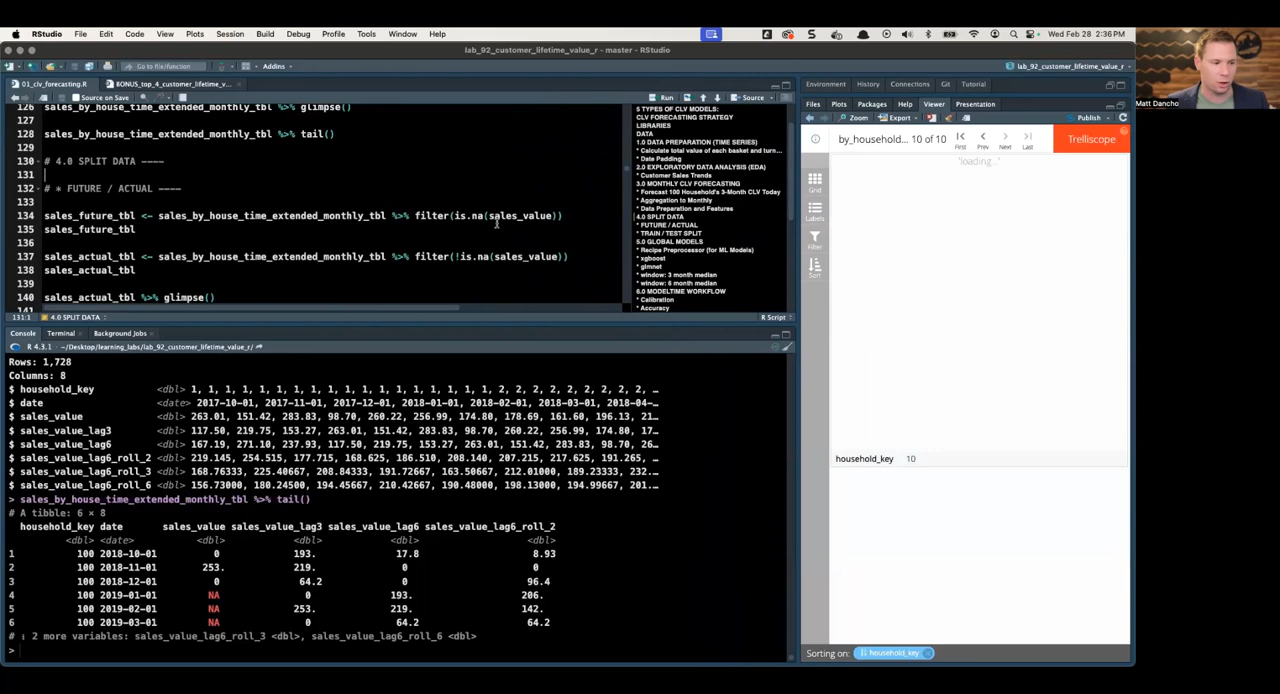 RStudio File Edit Code View Plots Session Build Debug Profile Tools Window Help Wed Feb 28 2:36 PM
lab_92_customer_lifetime_value_r - master - RStudio
Go to file/function Addins lab_92_customer_lifetime_value_r
01_clv_forecasting.R BONUS_top_4_customer_lifetime_v...
Source on Save Run Source
126 sales_by_house_time_extended_monthly_tbl %>% glimpse()
127
128 sales_by_house_time_extended_monthly_tbl %>% tail()
129
130 # 4.0 SPLIT DATA ----
131
132 # * FUTURE / ACTUAL ----
133
134 sales_future_tbl <- sales_by_house_time_extended_monthly_tbl %>% filter(is.na(sales_value))
135 sales_future_tbl
136
137 sales_actual_tbl <- sales_by_house_time_extended_monthly_tbl %>% filter(!is.na(sales_value))
138 sales_actual_tbl
139
140 sales_actual_tbl %>% glimpse()
141
131:1 # 4.0 SPLIT DATA R Script
5 TYPES OF CLV MODELS:
CLV FORECASTING STRATEGY
LIBRARIES
DATA
1.0 DATA PREPARATION (TIME SERIES)
* Calculate total value of each basket and turn...
* Date Padding
2.0 EXPLORATORY DATA ANALYSIS (EDA)
* Customer Sales Trends
3.0 MONTHLY CLV FORECASTING
* Forecast 100 Household's 3-Month CLV Today
* Aggregation to Monthly
* Data Preparation and Features
4.0 SPLIT DATA
* FUTURE / ACTUAL
* TRAIN / TEST SPLIT
5.0 GLOBAL MODELS
* Recipe Preprocessor (for ML Models)
* xgboost
* glmnet
* window: 3 month median
* window: 6 month median
6.0 MODELTIME WORKFLOW
* Calibration
* Accuracy
Console Terminal Background Jobs
R 4.3.1 · ~/Desktop/learning_labs/lab_92_customer_lifetime_value_r/
Rows: 1,728
Columns: 8
$ household_key <dbl> 1, 1, 1, 1, 1, 1, 1, 1, 1, 1, 1, 1, 1, 1, 1, 1, 1, 1, 2, 2, 2, 2, 2, 2, 2, 2, …
$ date <date> 2017-10-01, 2017-11-01, 2017-12-01, 2018-01-01, 2018-02-01, 2018-03-01, 2018-04-…
$ sales_value <dbl> 263.01, 151.42, 283.83, 98.70, 260.22, 256.99, 174.80, 178.69, 161.60, 196.13, 21…
$ sales_value_lag3 <dbl> 117.50, 219.75, 153.27, 263.01, 151.42, 283.83, 98.70, 260.22, 256.99, 174.80, 17…
$ sales_value_lag6 <dbl> 167.19, 271.10, 237.93, 117.50, 219.75, 153.27, 263.01, 151.42, 283.83, 98.70, 26…
$ sales_value_lag6_roll_2 <dbl> 219.145, 254.515, 177.715, 168.625, 186.510, 208.140, 207.215, 217.625, 191.265, …
$ sales_value_lag6_roll_3 <dbl> 168.76333, 225.40667, 208.84333, 191.72667, 163.50667, 212.01000, 189.23333, 232.…
$ sales_value_lag6_roll_6 <dbl> 156.73000, 180.24500, 194.45667, 210.42667, 190.48000, 198.13000, 194.99667, 201.…
> sales_by_house_time_extended_monthly_tbl %>% tail()
# A tibble: 6 × 8
household_key date sales_value sales_value_lag3 sales_value_lag6 sales_value_lag6_roll_2
<dbl> <date> <dbl> <dbl> <dbl> <dbl>
1 100 2018-10-01 0 193. 17.8 8.93
2 100 2018-11-01 253. 219. 0 0
3 100 2018-12-01 0 64.2 0 96.4
4 100 2019-01-01 NA 0 193. 206.
5 100 2019-02-01 NA 253. 219. 142.
6 100 2019-03-01 NA 0 64.2 64.2
# ℹ 2 more variables: sales_value_lag6_roll_3 <dbl>, sales_value_lag6_roll_6 <dbl>
>
Environment History Connections Git Tutorial
Files Plots Packages Help Viewer Presentation
Zoom Export Publish
by_household... 10 of 10 First Prev Next Last Trelliscope
Grid
Labels
Filter
Sort
'loading...'
household_key 10
Sorting on: household_key
Matt Dancho